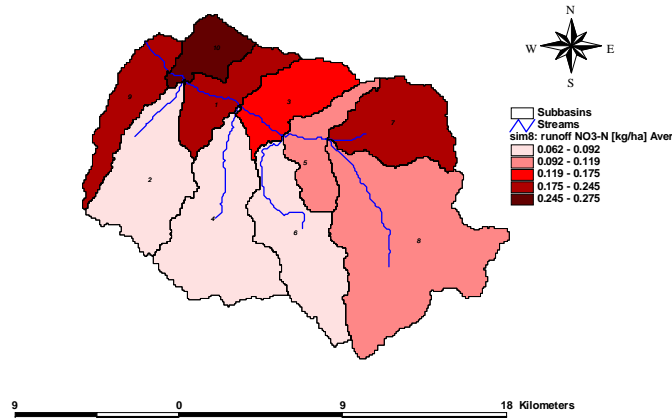 N
W E
S
Subbasins
Streams
sim8: runoff NO3-N [kg/ha] Aver
0.062 - 0.092
0.092 - 0.119
0.119 - 0.175
0.175 - 0.245
0.245 - 0.275
3
1
7
2
5
4
6
8
9 0 9 18 Kilometers